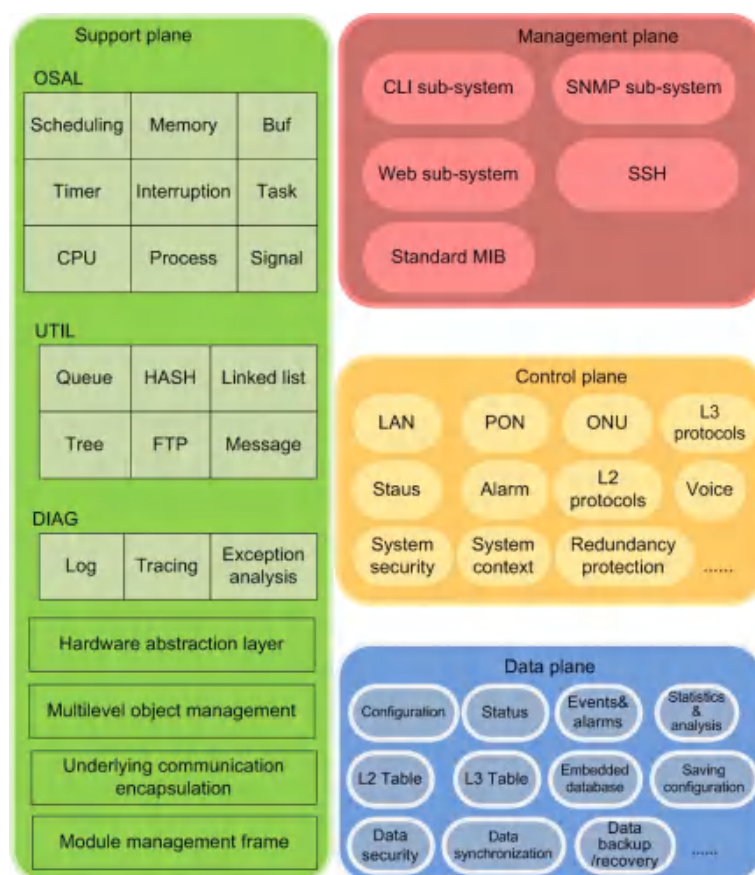 Support plane
OSAL
Scheduling Memory Buf
Timer Interruption Task
CPU Process Signal
UTIL
Queue HASH Linked list
Tree FTP Message
DIAG
Log Tracing Exception
analysis
Hardware abstraction layer
Multilevel object management
Underlying communication
encapsulation
Module management frame
Management plane
CLI sub-system SNMP sub-system
Web sub-system SSH
Standard MIB
Control plane
LAN PON ONU L3
protocols
Staus Alarm L2
protocols Voice
System
security System
context Redundancy
protection ......
Data plane
Configuration Status Events&
alarms Statistics
&
analysis
L2 Table L3 Table Embedded
database Saving
configuration
Data
security Data
synchronization Data
backup
/recovery ......